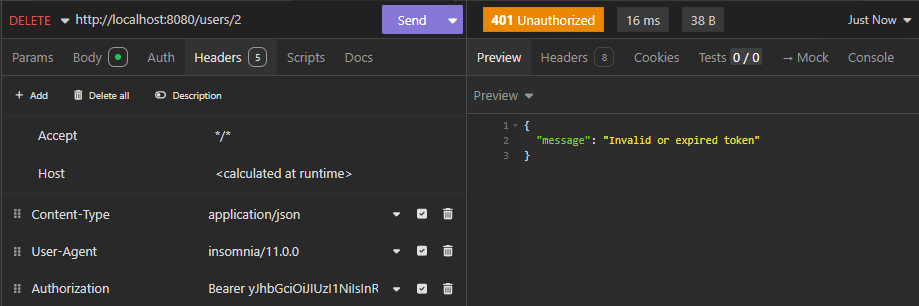 DELETE http://localhost:8080/users/2 Send
401 Unauthorized 16 ms 38 B Just Now
Params Body Auth Headers 5 Scripts Docs
Preview Headers 8 Cookies Tests 0 / 0 → Mock Console
+ Add Delete all Description
Preview
Accept */*
Host <calculated at runtime>
Content-Type application/json
User-Agent insomnia/11.0.0
Authorization Bearer yJhbGciOiJIUzI1NiIsInR
1 {
2 "message": "Invalid or expired token"
3 }